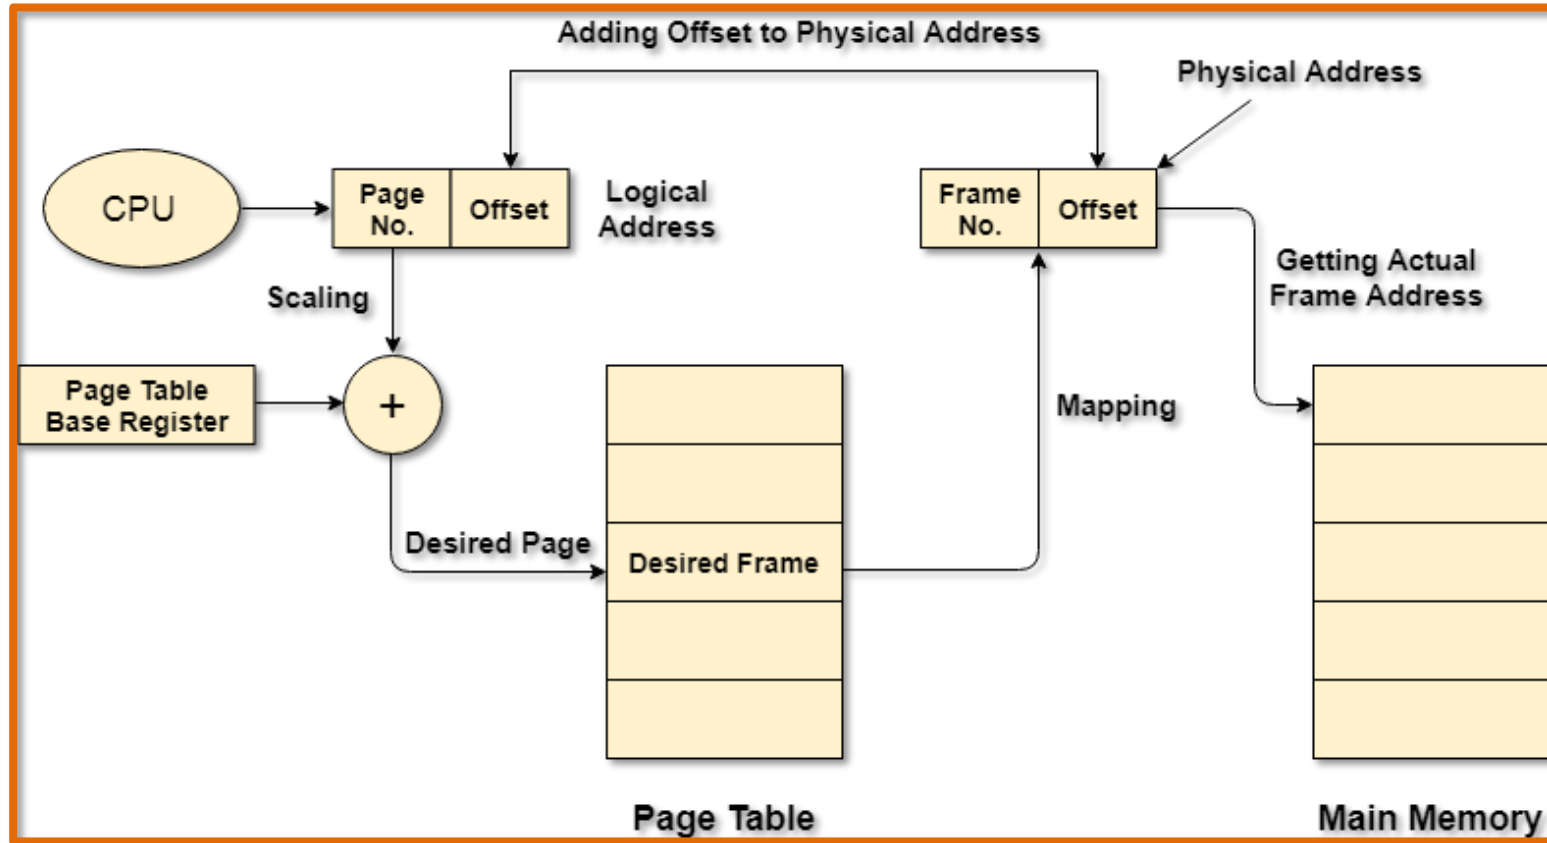 Adding Offset to Physical Address
Physical Address
CPU
Page
No.
Offset
Logical
Address
Frame
No.
Offset
Getting Actual
Frame Address
Scaling
Page Table
Base Register
+
Mapping
Desired Page
Desired Frame
Page Table
Main Memory